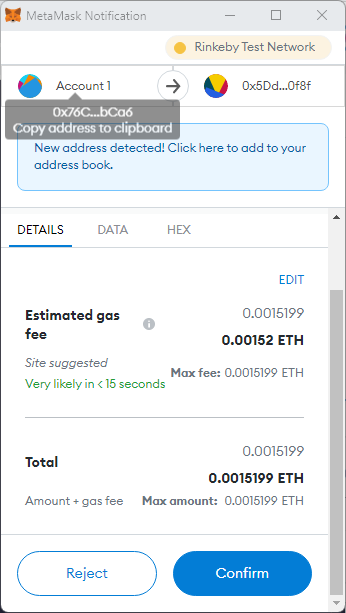 MetaMask Notification
Rinkeby Test Network
Account 1
0x5Dd...0f8f
0x76C...bCa6
Copy address to clipboard
New address detected! Click here to add to your
address book.
DETAILS DATA HEX
EDIT
Estimated gas
fee
0.0015199
0.00152 ETH
Site suggested
Very likely in < 15 seconds
Max fee: 0.0015199 ETH
0.0015199
Total
0.0015199 ETH
Amount + gas fee
Max amount: 0.0015199 ETH
Reject
Confirm